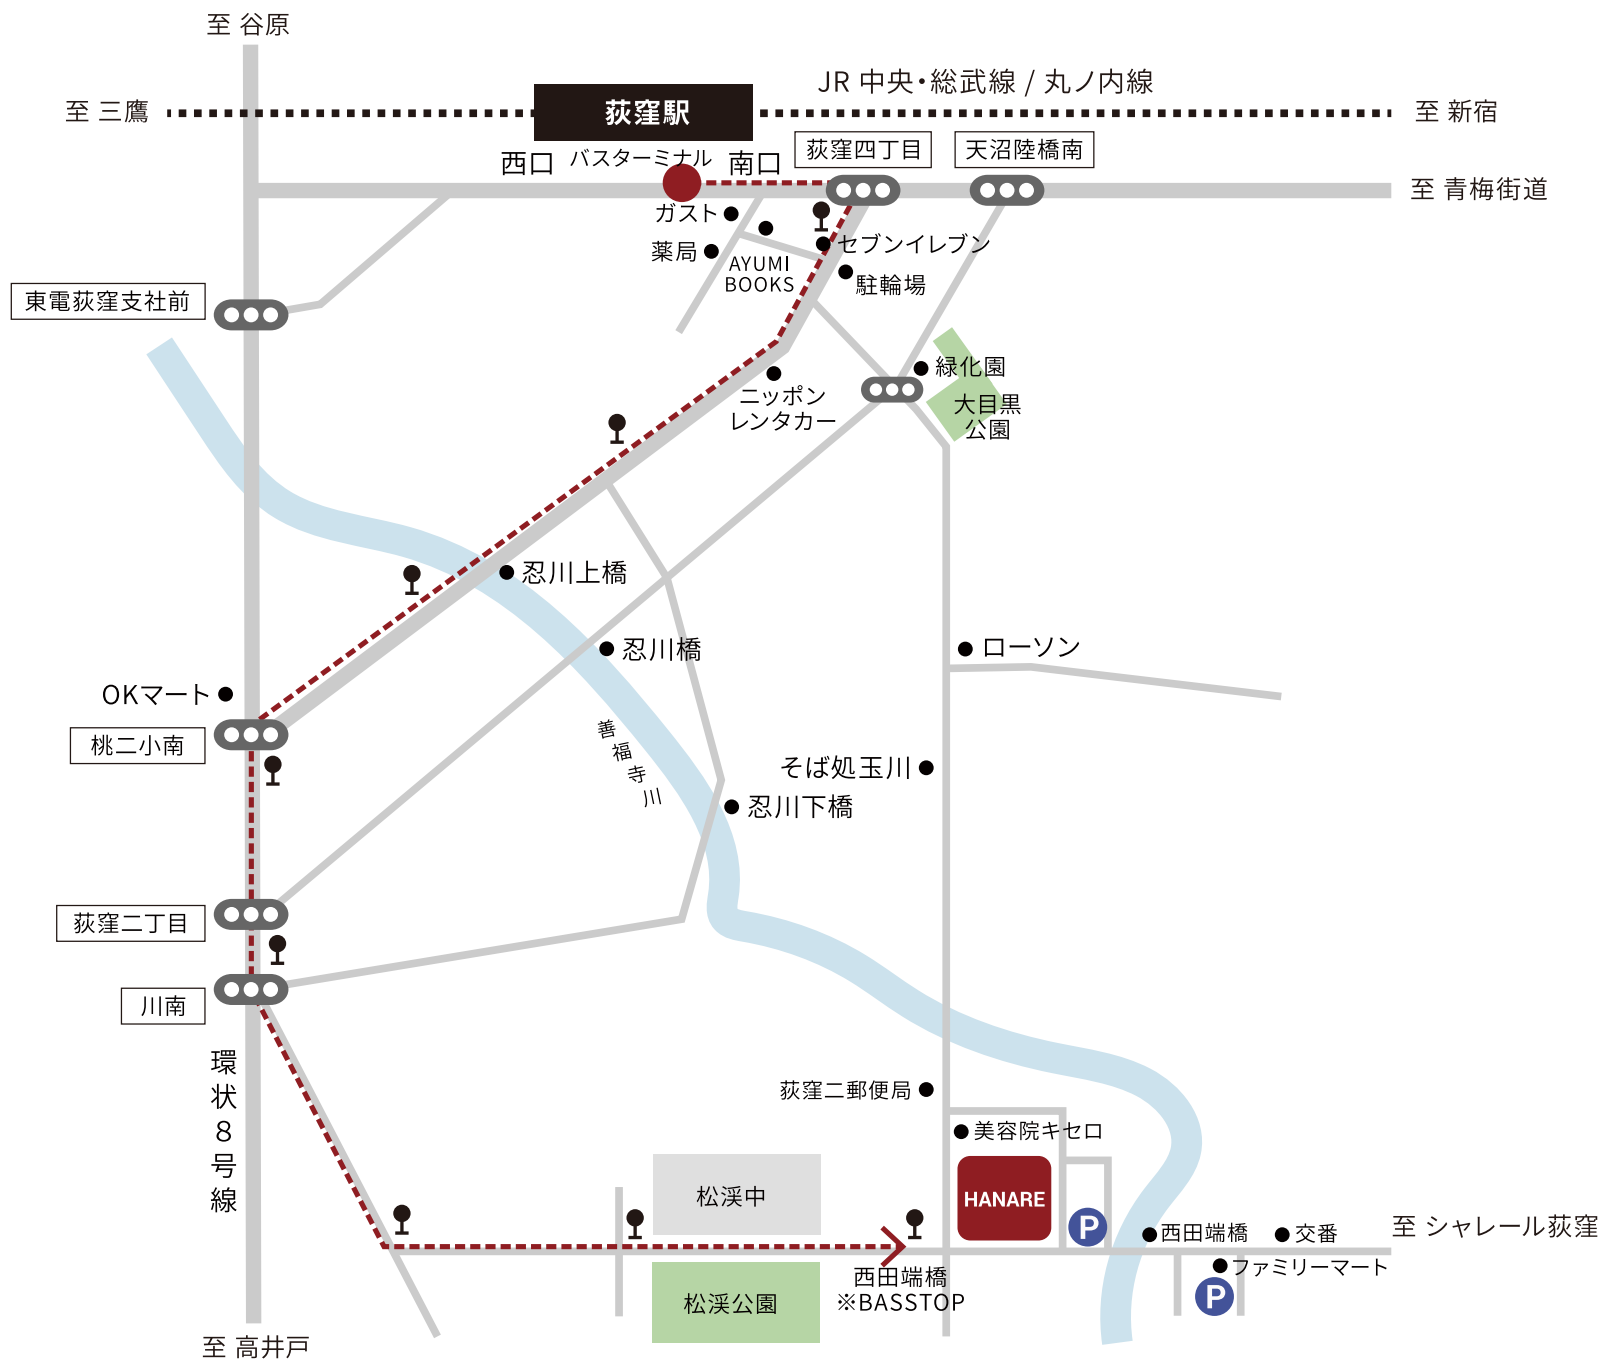 至 谷原
JR 中央・総武線 / 丸ノ内線
至 三鷹
荻窪駅
至 新宿
西口
バスターミナル
南口
荻窪四丁目
天沼陸橋南
至 青梅街道
ガスト
薬局
AYUMI
BOOKS
セブンイレブン
駐輪場
東電荻窪支社前
緑化園
大目黒
公園
ニッポン
レンタカー
忍川上橋
忍川橋
ローソン
OKマート
桃二小南
善福寺川
そば処 玉川
忍川下橋
荻窪二丁目
川南
環状8号線
荻窪二郵便局
美容院キセロ
松渓中
HANARE
P
西田端橋
交番
至 シャレール荻窪
ファミリーマート
P
西田端橋
※BASSTOP
松渓公園
至 高井戸